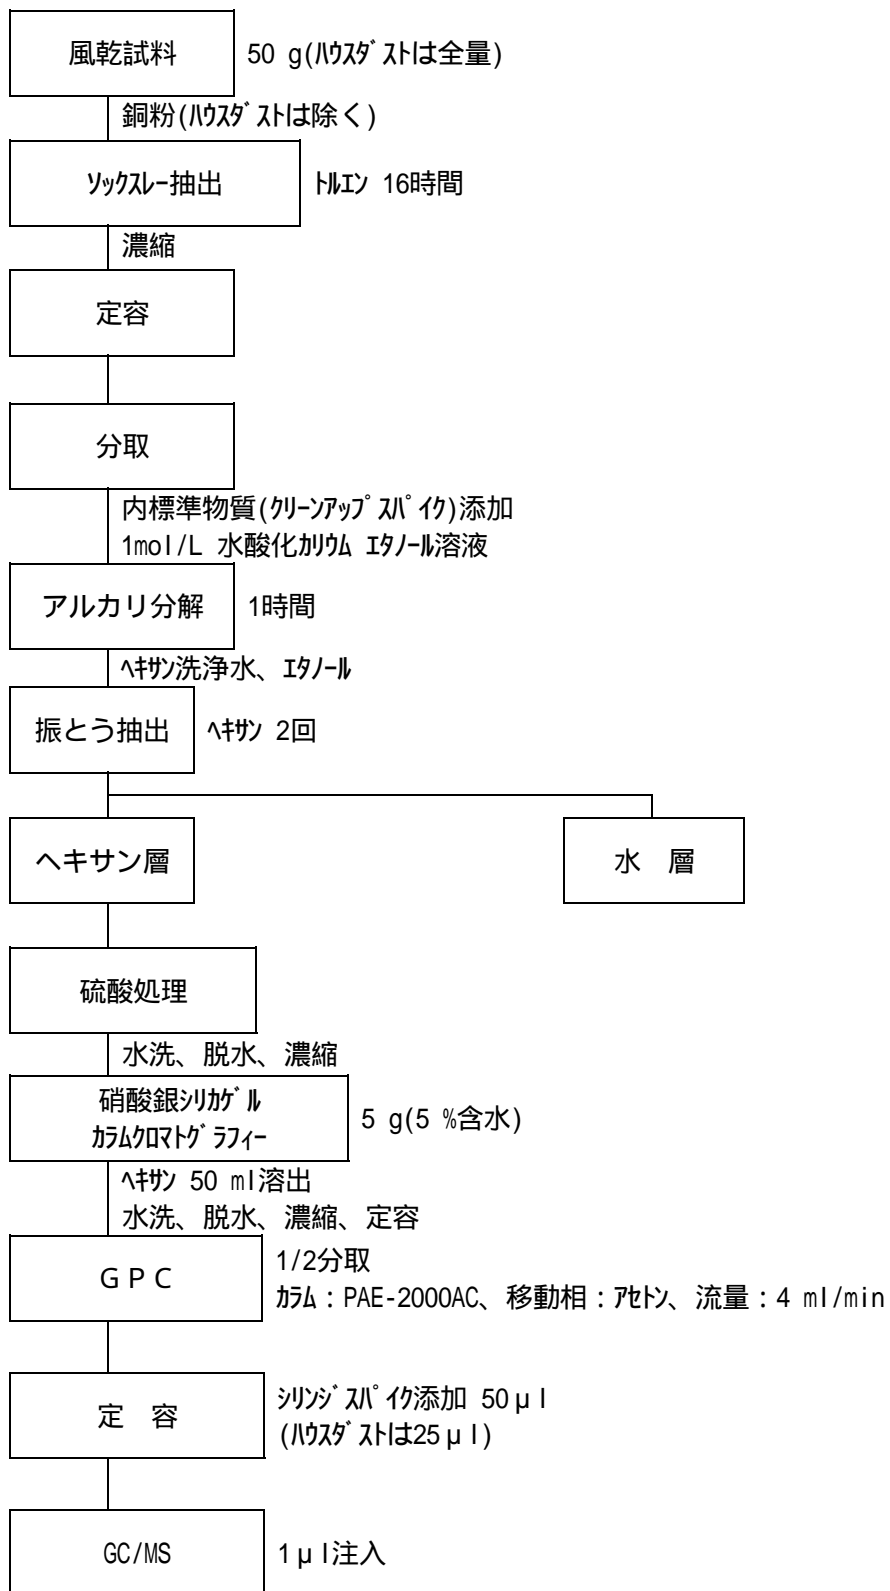 風乾試料 50 g(ﾊｳｽﾀﾞｽﾄは全量)
銅粉(ﾊｳｽﾀﾞｽﾄは除く)
ｿｯｸｽﾚｰ抽出 ﾄﾙｴﾝ 16時間
濃縮
定容
分取
内標準物質(ｸﾘｰﾝｱｯﾌﾟｽﾊﾟｲｸ)添加
1mol/L 水酸化ｶﾘｳﾑ ｴﾀﾉｰﾙ溶液
アルカリ分解 1時間
ﾍｷｻﾝ洗浄水、ｴﾀﾉｰﾙ
振とう抽出 ﾍｷｻﾝ 2回
ヘキサン層 水　層
硫酸処理
水洗、脱水、濃縮
硝酸銀ｼﾘｶｹﾞﾙ
ｶﾗﾑｸﾛﾏﾄｸﾞﾗﾌｨｰ 5 g(5 %含水)
ﾍｷｻﾝ 50 ml溶出
水洗、脱水、濃縮、定容
ＧＰＣ 1/2分取
ｶﾗﾑ：PAE-2000AC、移動相：ｱｾﾄﾝ、流量：4 ml/min
定　容 ｼﾘﾝｼﾞｽﾊﾟｲｸ添加 50μl
(ﾊｳｽﾀﾞｽﾄは25μl)
GC/MS 1μl注入